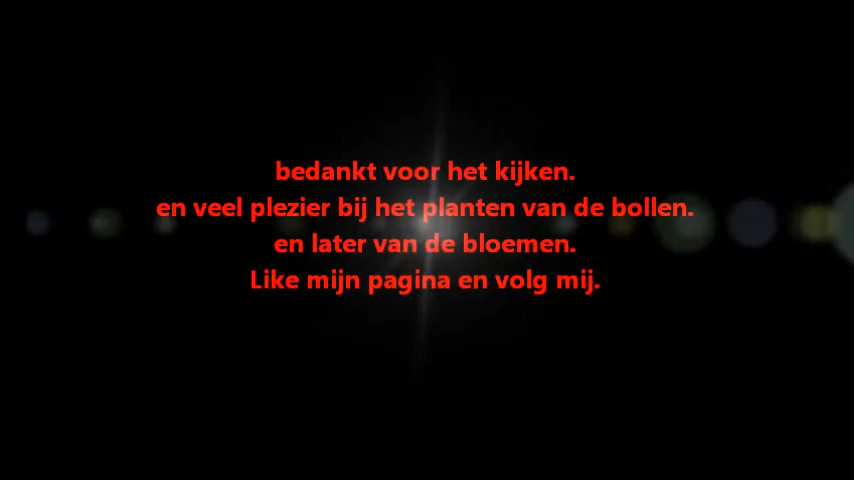 bedankt voor het kijken.
en veel plezier bij het planten van de bollen.
en later van de bloemen.
Like mijn pagina en volg mij.